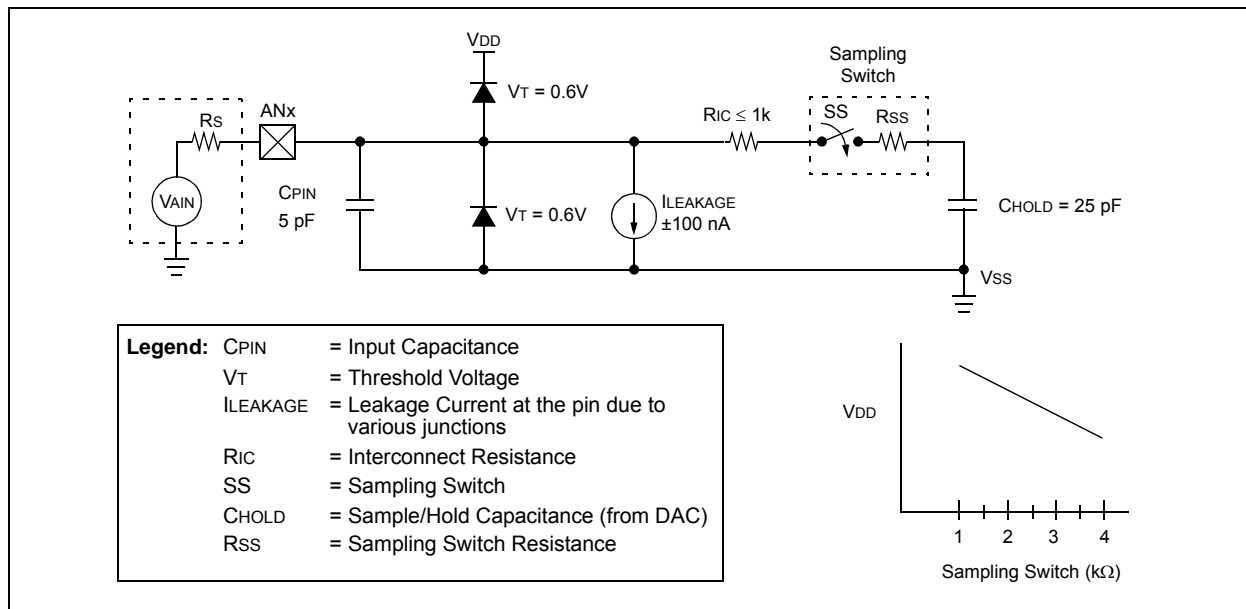 VDD
Sampling
Switch
VT = 0.6V
ANx
RS
RIC ≤ 1k
SS
RSS
VAIN
CPIN
5 pF
VT = 0.6V
ILEAKAGE
±100 nA
CHOLD = 25 pF
VSS
Legend: CPIN = Input Capacitance
VT = Threshold Voltage
ILEAKAGE = Leakage Current at the pin due to
various junctions
RIC = Interconnect Resistance
SS = Sampling Switch
CHOLD = Sample/Hold Capacitance (from DAC)
RSS = Sampling Switch Resistance
VDD
1 2 3 4
Sampling Switch (kΩ)